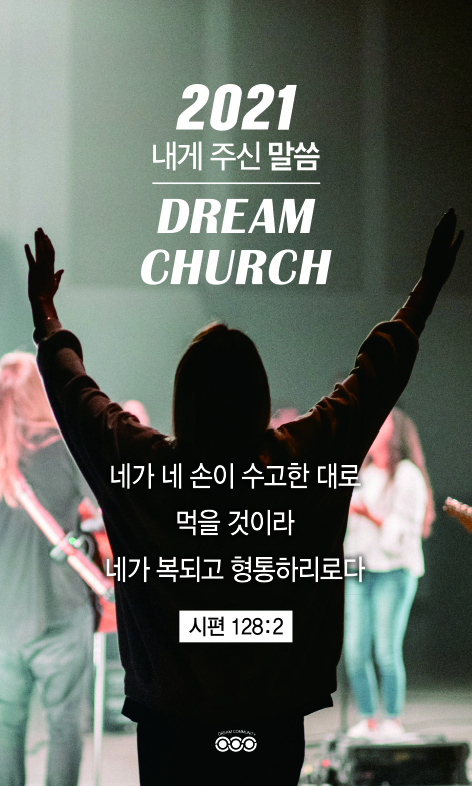 2021
내게 주신 말씀
DREAM
CHURCH
네가 네 손이 수고한 대로
먹을 것이라
네가 복되고 형통하리로다
시편 128:2
DREAM COMMUNITY